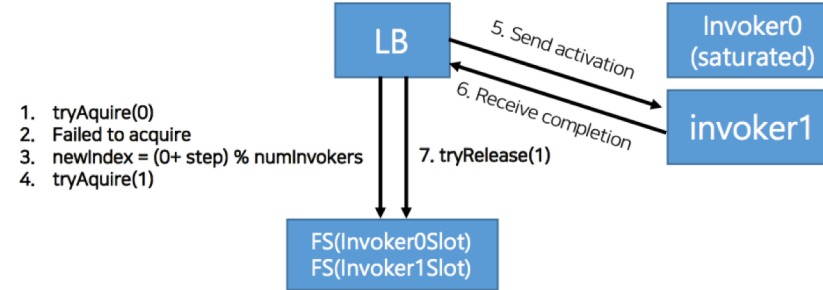 LB
5. Send activation
6. Receive completion
Invoker0
(saturated)
invoker1
1. tryAquire(0)
2. Failed to acquire
3. newIndex = (0+ step) % numInvokers
4. tryAquire(1)
7. tryRelease(1)
FS(Invoker0Slot)
FS(Invoker1Slot)